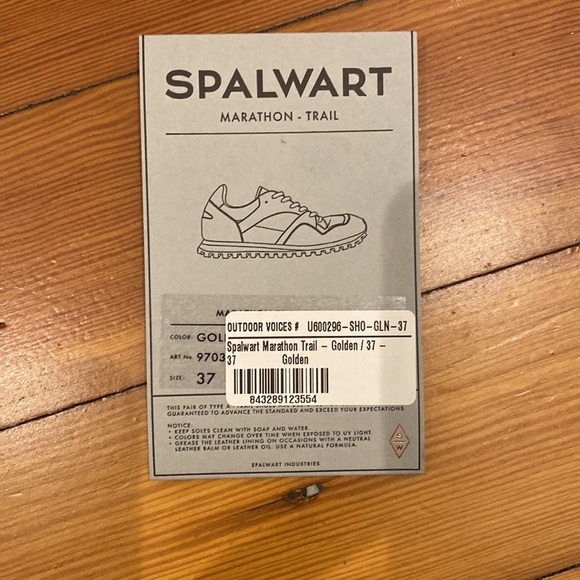 SPALWART
MARATHON - TRAIL
OUTDOOR VOICES # U600296-SHO-GLN-37
COLOR: GOL
Spalwart Marathon Trail - Golden / 37 -
ART No. 9703
37 Golden
SIZE: 37
843289123554
THIS PAIR OF TYPE A
GUARANTEED TO ADVANCE THE STANDARD AND EXCEED YOUR EXPECTATIONS.
NOTICE:
• KEEP SOLES CLEAN WITH SOAP AND WATER.
• COLORS MAY CHANGE OVER TIME WHEN EXPOSED TO UV LIGHT.
• GREASE THE LEATHER LINING ON OCCASIONS WITH A NEUTRAL
LEATHER BALM OR LEATHER OIL. USE A NATURAL FORMULA.
S
W
SPALWART INDUSTRIES